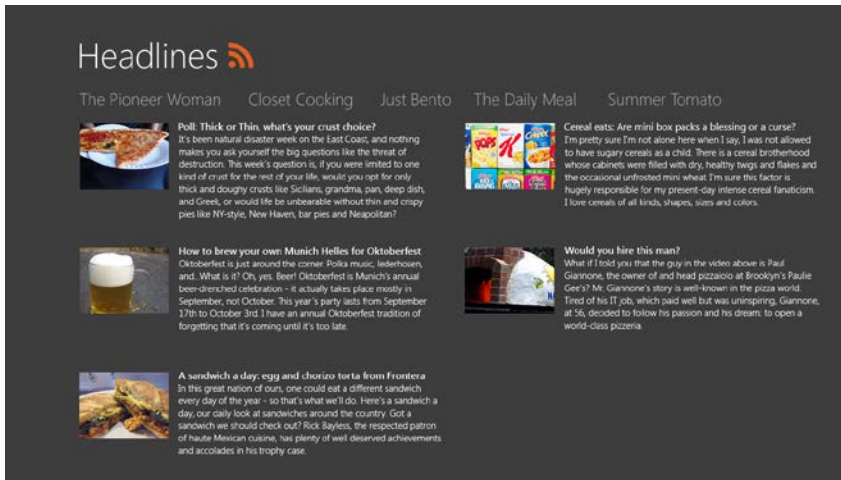 Headlines
The Pioneer Woman Closet Cooking Just Bento The Daily Meal Summer Tomato
Poll: Thick or Thin, what's your crust choice?
It's been natural disaster week on the East Coast, and nothing
makes you ask yourself the big questions like the threat of
destruction. This week's question is, if you were imited to one
kind of crust for the rest of your life, would you opt for only
thick and doughy crusts like Sicilians, grandma, pan, deep dish,
and Greek, or would life be unbearable without thin and crispy
pies like NY-style, New Haven, bar pies and Neapolitan?
How to brew your own Munich Helles for Oktoberfest
Oktoberfest is just around the corner. Polka music, lederhosen,
and...What is it? Oh, yes. Beer! Oktoberfest is Munich's annual
beer-drenched celebration - it actually takes place mostly in
September, not October. This year's party lasts from September
17th to October 3rd. I have an annual Oktoberfest tradition of
forgetting that it's coming until it's too late.
A sandwich a day: egg and chorizo torta from Frontera
In this great nation of ours, one could eat a different sandwich
every day of the year - so that's what we'll do. Here's a sandwich a
day, our daily look at sandwiches around the country. Got a
sandwich we should check out? Rick Bayless, the respected patron
of haute Mexican cuisine, has plenty of well deserved achievements
and accolades in his trophy case.
Cereal eats: Are mini box packs a blessing or a curse?
I'm pretty sure I'm not alone here when I say, I was not allowed
to have sugary cereals as a child. There is a cereal brotherhood
whose cabinets were filled with dry, healthy twigs and flakes and
the occasional unfrosted mini wheat. I'm sure this factor is
hugely responsible for my present-day intense cereal fanaticism.
I love cereals of all kinds, shapes, sizes and colors.
POPS
K
Crispix
Would you hire this man?
What if I told you that the guy in the video above is Paul
Giannone, the owner of and head pizzaiolo at Brooklyn's Paulie
Gee's? Mr. Giannone's story is well-known in the pizza world.
Tired of his IT job, which paid well but was uninspiring, Giannone,
at 56, decided to follow his passion and his dream: to open a
world-class pizzeria.